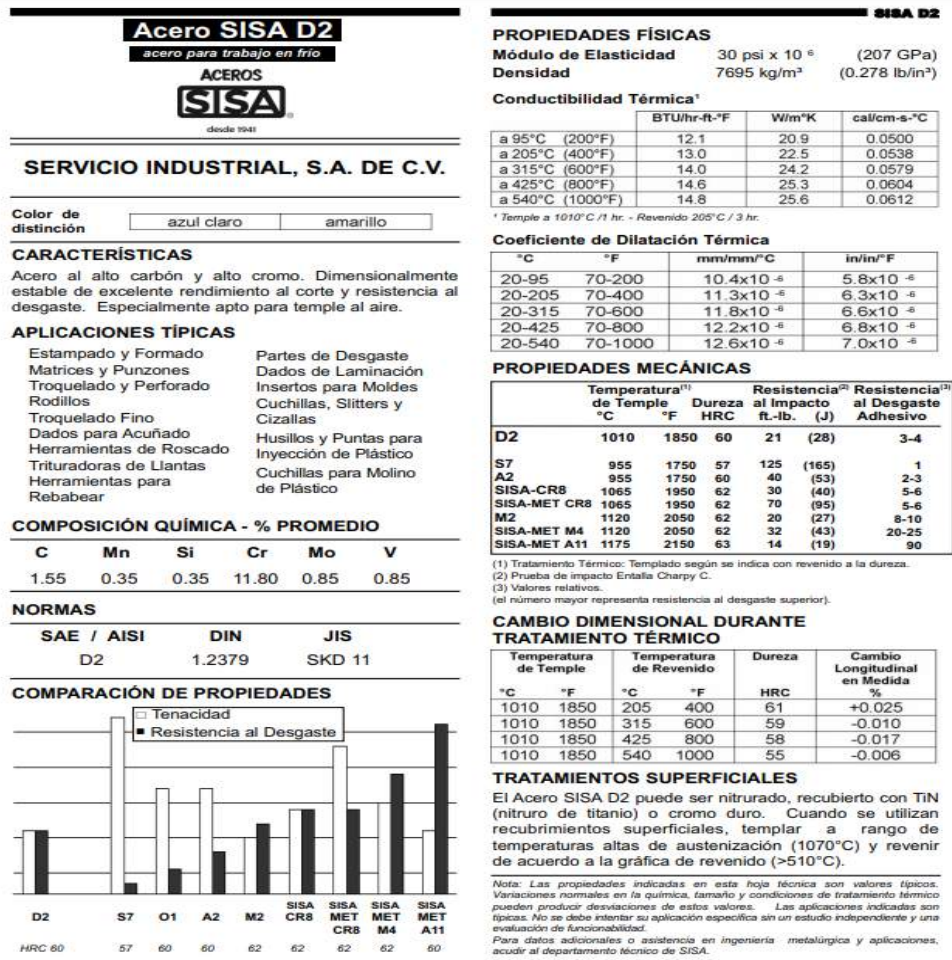 Acero SISA D2
acero para trabajo en frío
ACEROS
SISA
desde 1941
SERVICIO INDUSTRIAL, S.A. DE C.V.
Color de distinción azul claro amarillo
CARACTERÍSTICAS
Acero al alto carbón y alto cromo. Dimensionalmente
estable de excelente rendimiento al corte y resistencia al
desgaste. Especialmente apto para temple al aire.
APLICACIONES TÍPICAS
Estampado y Formado
Matrices y Punzones
Troquelado y Perforado
Rodillos
Troquelado Fino
Dados para Acuñado
Herramientas de Roscado
Trituradoras de Llantas
Herramientas para
Rebabear
Partes de Desgaste
Dados de Laminación
Insertos para Moldes
Cuchillas, Slitters y
Cizallas
Husillos y Puntas para
Inyección de Plástico
Cuchillas para Molino
de Plástico
COMPOSICIÓN QUÍMICA - % PROMEDIO
C Mn Si Cr Mo V
1.55 0.35 0.35 11.80 0.85 0.85
NORMAS
SAE / AISI DIN JIS
D2 1.2379 SKD 11
COMPARACIÓN DE PROPIEDADES
Tenacidad
Resistencia al Desgaste
D2 S7 O1 A2 M2 SISA CR8 SISA MET CR8 SISA MET M4 SISA MET A11
HRC 60 57 60 60 62 62 62 62 60
SISA D2
PROPIEDADES FÍSICAS
Módulo de Elasticidad 30 psi x 10 ⁶ (207 GPa)
Densidad 7695 kg/m³ (0.278 lb/in³)
Conductibilidad Térmica¹
BTU/hr-ft-°F W/m°K cal/cm-s-°C
a 95°C (200°F) 12.1 20.9 0.0500
a 205°C (400°F) 13.0 22.5 0.0538
a 315°C (600°F) 14.0 24.2 0.0579
a 425°C (800°F) 14.6 25.3 0.0604
a 540°C (1000°F) 14.8 25.6 0.0612
¹ Temple a 1010°C /1 hr. - Revenido 205°C / 3 hr.
Coeficiente de Dilatación Térmica
°C °F mm/mm/°C in/in/°F
20-95 70-200 10.4x10 ⁻⁶ 5.8x10 ⁻⁶
20-205 70-400 11.3x10 ⁻⁶ 6.3x10 ⁻⁶
20-315 70-600 11.8x10 ⁻⁶ 6.6x10 ⁻⁶
20-425 70-800 12.2x10 ⁻⁶ 6.8x10 ⁻⁶
20-540 70-1000 12.6x10 ⁻⁶ 7.0x10 ⁻⁶
PROPIEDADES MECÁNICAS
Temperatura⁽¹⁾ Resistencia⁽²⁾ Resistencia⁽³⁾
de Temple Dureza al Impacto al Desgaste
°C °F HRC ft.-lb. (J) Adhesivo
D2 1010 1850 60 21 (28) 3-4
S7 955 1750 57 125 (165) 1
A2 955 1750 60 40 (53) 2-3
SISA-CR8 1065 1950 62 30 (40) 5-6
SISA-MET CR8 1065 1950 62 70 (95) 5-6
M2 1120 2050 62 20 (27) 8-10
SISA-MET M4 1120 2050 62 32 (43) 20-25
SISA-MET A11 1175 2150 63 14 (19) 90
(1) Tratamiento Térmico: Templado según se indica con revenido a la dureza.
(2) Prueba de impacto Entalla Charpy C.
(3) Valores relativos.
(el número mayor representa resistencia al desgaste superior).
CAMBIO DIMENSIONAL DURANTE
TRATAMIENTO TÉRMICO
Temperatura Temperatura Dureza Cambio
de Temple de Revenido Longitudinal
en Medida
°C °F °C °F HRC %
1010 1850 205 400 61 +0.025
1010 1850 315 600 59 -0.010
1010 1850 425 800 58 -0.017
1010 1850 540 1000 55 -0.006
TRATAMIENTOS SUPERFICIALES
El Acero SISA D2 puede ser nitrurado, recubierto con TiN
(nitruro de titanio) o cromo duro. Cuando se utilizan
recubrimientos superficiales, templar a rango de
temperaturas altas de austenización (1070°C) y revenir
de acuerdo a la gráfica de revenido (>510°C).
Nota: Las propiedades indicadas en esta hoja técnica son valores típicos.
Variaciones normales en la química, tamaño y condiciones de tratamiento térmico
pueden producir desviaciones de estos valores. Las aplicaciones indicadas son
típicas. No se debe intentar su aplicación específica sin un estudio independiente y una
evaluación de funcionabilidad.
Para datos adicionales o asistencia en ingeniería metalúrgica y aplicaciones,
acudir al departamento técnico de SISA.